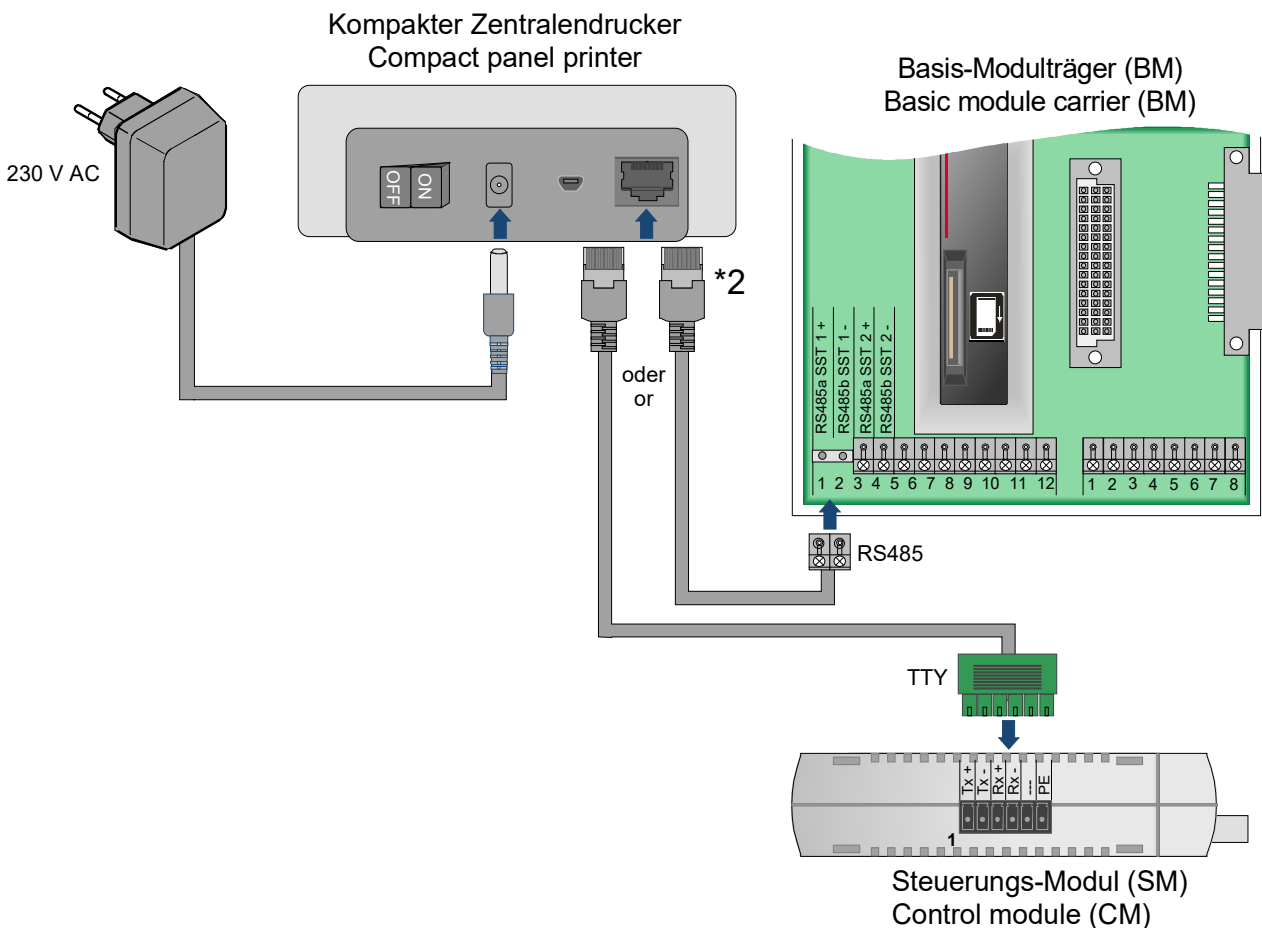 Kompakter Zentralendrucker
Compact panel printer
Basis-Modulträger (BM)
Basic module carrier (BM)
230 V AC
OFF ON
*2
oder
or
RS485a SST 1 +
RS485b SST 1 -
RS485a SST 2 +
RS485b SST 2 -
1 2 3 4 5 6 7 8 9 10 11 12
1 2 3 4 5 6 7 8
RS485
TTY
Tx +
Tx -
Rx +
Rx -
---
PE
1
Steuerungs-Modul (SM)
Control module (CM)